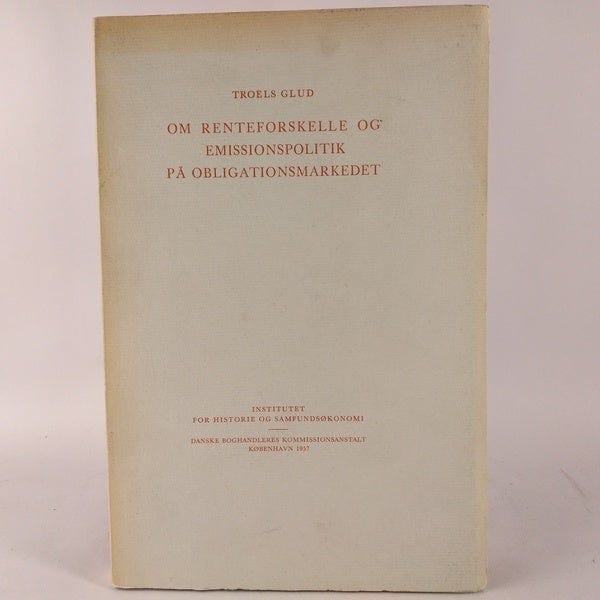 TROELS GLUD
OM RENTEFORSKELLE OG
EMISSIONSPOLITIK
PÅ OBLIGATIONSMARKEDET
INSTITUTET
FOR HISTORIE OG SAMFUNDSØKONOMI
DANSKE BOGHANDLERES KOMMISSIONSANSTALT
KØBENHAVN 1957